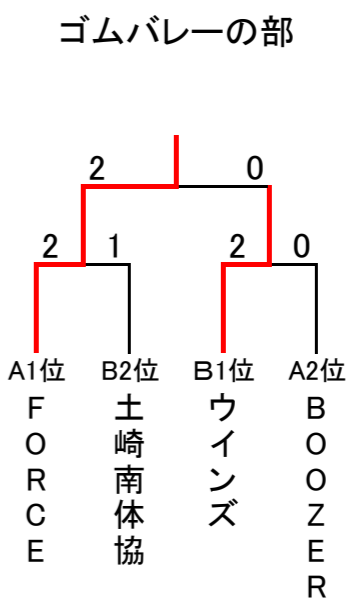 ゴムバレーの部
2 0
2 1 2 0
A1位 B2位 B1位 A2位
FORCE
土崎南体協
ウインズ
BOOZER